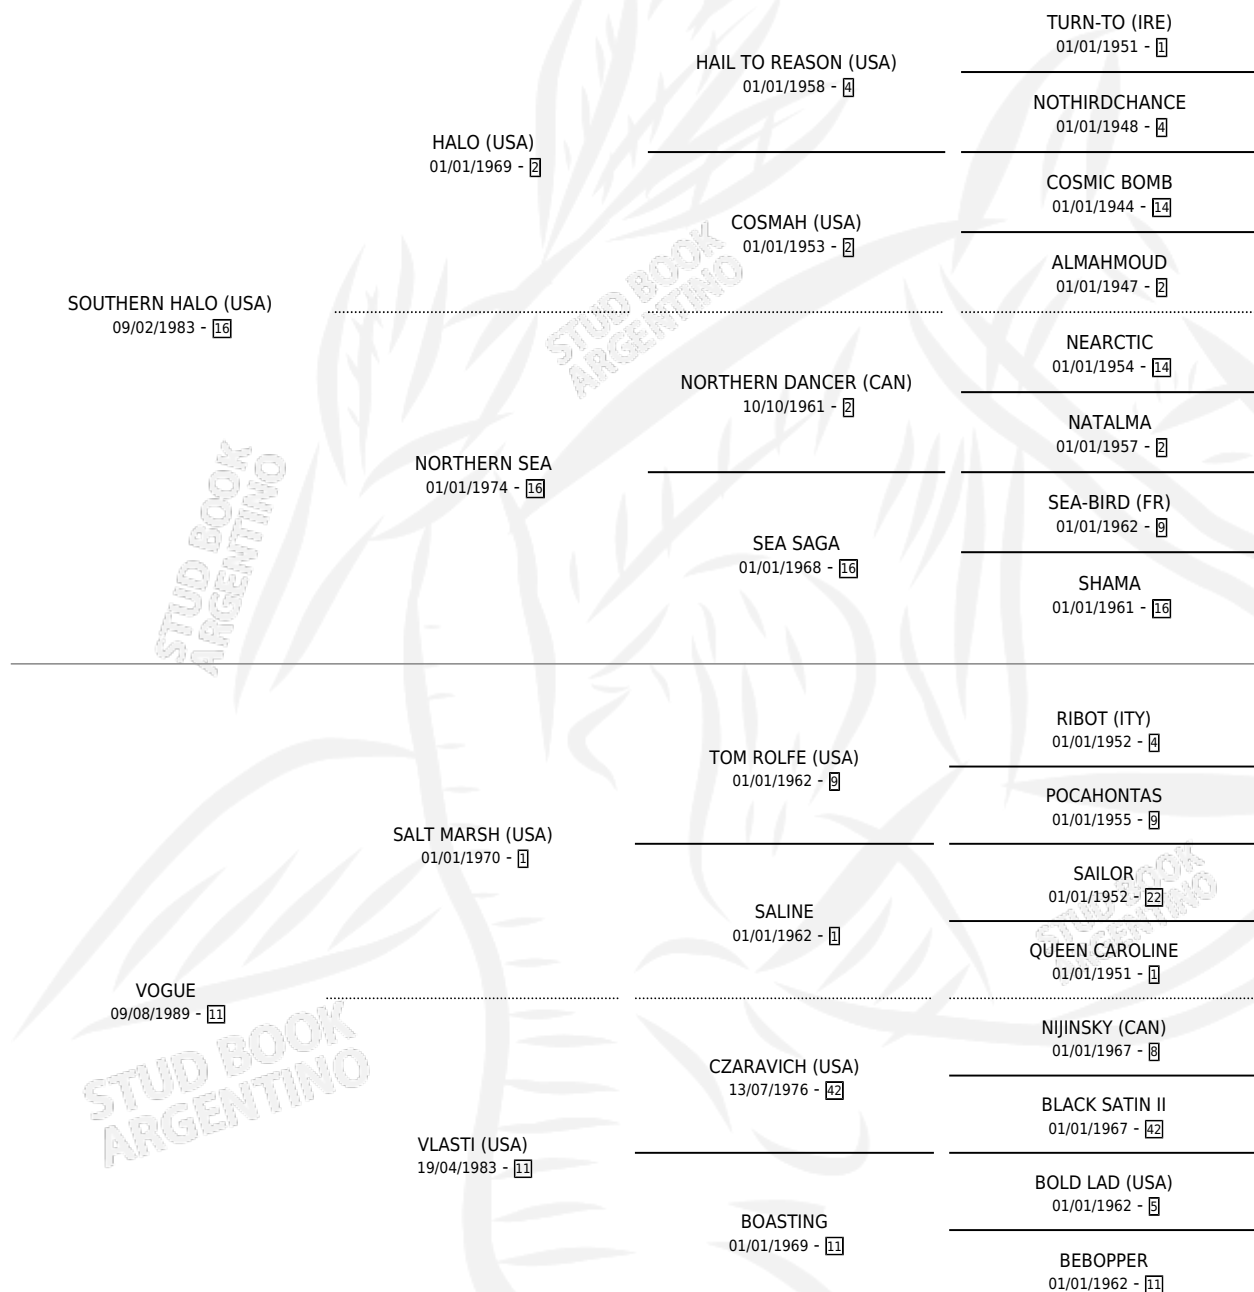 TURN-TO (IRE)
01/01/1951 - 1
HAIL TO REASON (USA)
01/01/1958 - 4
NOTHIRDCHANCE
01/01/1948 - 4
HALO (USA)
01/01/1969 - 2
COSMIC BOMB
01/01/1944 - 14
COSMAH (USA)
01/01/1953 - 2
ALMAHMOUD
01/01/1947 - 2
SOUTHERN HALO (USA)
09/02/1983 - 16
NEARCTIC
01/01/1954 - 14
NORTHERN DANCER (CAN)
10/10/1961 - 2
NATALMA
01/01/1957 - 2
NORTHERN SEA
01/01/1974 - 16
SEA-BIRD (FR)
01/01/1962 - 9
SEA SAGA
01/01/1968 - 16
SHAMA
01/01/1961 - 16
RIBOT (ITY)
01/01/1952 - 4
TOM ROLFE (USA)
01/01/1962 - 9
POCAHONTAS
01/01/1955 - 9
SALT MARSH (USA)
01/01/1970 - 1
SAILOR
01/01/1952 - 22
SALINE
01/01/1962 - 1
QUEEN CAROLINE
01/01/1951 - 1
VOGUE
09/08/1989 - 11
NIJINSKY (CAN)
01/01/1967 - 8
CZARAVICH (USA)
13/07/1976 - 42
BLACK SATIN II
01/01/1967 - 42
VLASTI (USA)
19/04/1983 - 11
BOLD LAD (USA)
01/01/1962 - 5
BOASTING
01/01/1969 - 11
BEBOPPER
01/01/1962 - 11
STUD BOOK
ARGENTINO
STUD BOOK
ARGENTINO
STUD BOOK
ARGENTINO
STUD BOOK
ARGENTINO